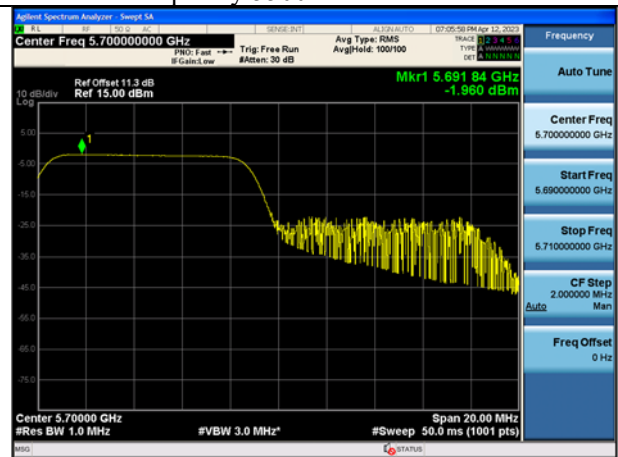 Agilent Spectrum Analyzer - Swept SA
RL RF 50 Ω AC SENSE:INT ALIGNAUTO 07:05:58 PM Apr 12, 2023
Center Freq 5.700000000 GHz
PNO: Fast
IFGain:Low
Trig: Free Run
#Atten: 30 dB
Avg Type: RMS
Avg|Hold: 100/100
TRACE 1 2 3 4 5 6
TYPE A WWWWW
DET A N N N N N
Frequency
Mkr1 5.691 84 GHz
-1.960 dBm
Ref Offset 11.3 dB
10 dB/div Ref 15.00 dBm
Log
1
5.00
-5.00
-15.0
-25.0
-35.0
-45.0
-55.0
-65.0
-75.0
Center 5.70000 GHz Span 20.00 MHz
#Res BW 1.0 MHz #VBW 3.0 MHz* #Sweep 50.0 ms (1001 pts)
MSG STATUS
Auto Tune
Center Freq
5.700000000 GHz
Start Freq
5.690000000 GHz
Stop Freq
5.710000000 GHz
CF Step
2.000000 MHz
Auto Man
Freq Offset
0 Hz